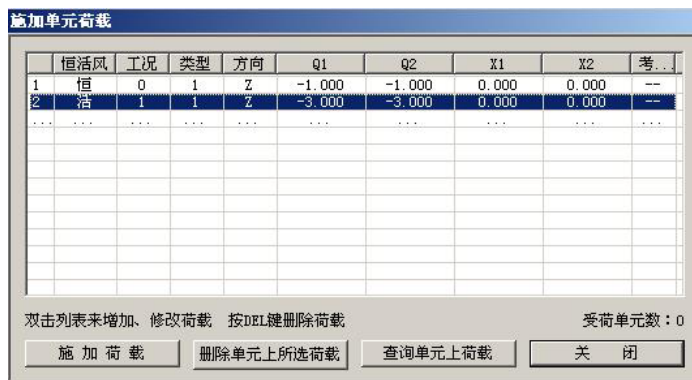 施加单元荷载
恒活风 工况 类型 方向 Q1 Q2 X1 X2 考...
1 恒 0 1 Z -1.000 -1.000 0.000 0.000 --
2 活 1 1 Z -3.000 -3.000 0.000 0.000 --
... ... ... ... ... ... ... ... ... ...
双击列表来增加、修改荷载 按DEL键删除荷载 受荷单元数:0
施加荷载 删除单元上所选荷载 查询单元上荷载 关闭